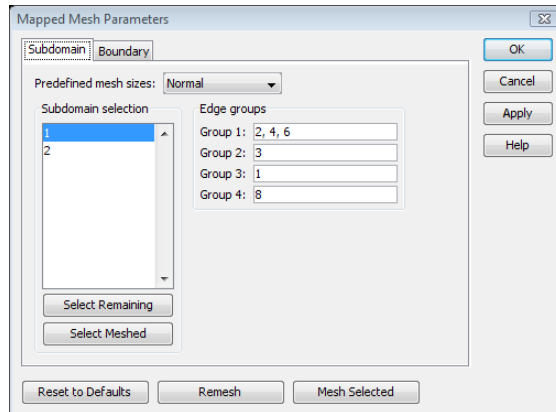 Mapped Mesh Parameters
Subdomain Boundary
Predefined mesh sizes: Normal
Subdomain selection
1
2
Select Remaining
Select Meshed
Edge groups
Group 1: 2, 4, 6
Group 2: 3
Group 3: 1
Group 4: 8
OK
Cancel
Apply
Help
Reset to Defaults Remesh Mesh Selected